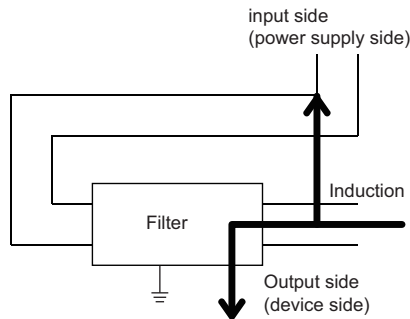 input side
(power supply side)
Induction
Filter
Output side
(device side)